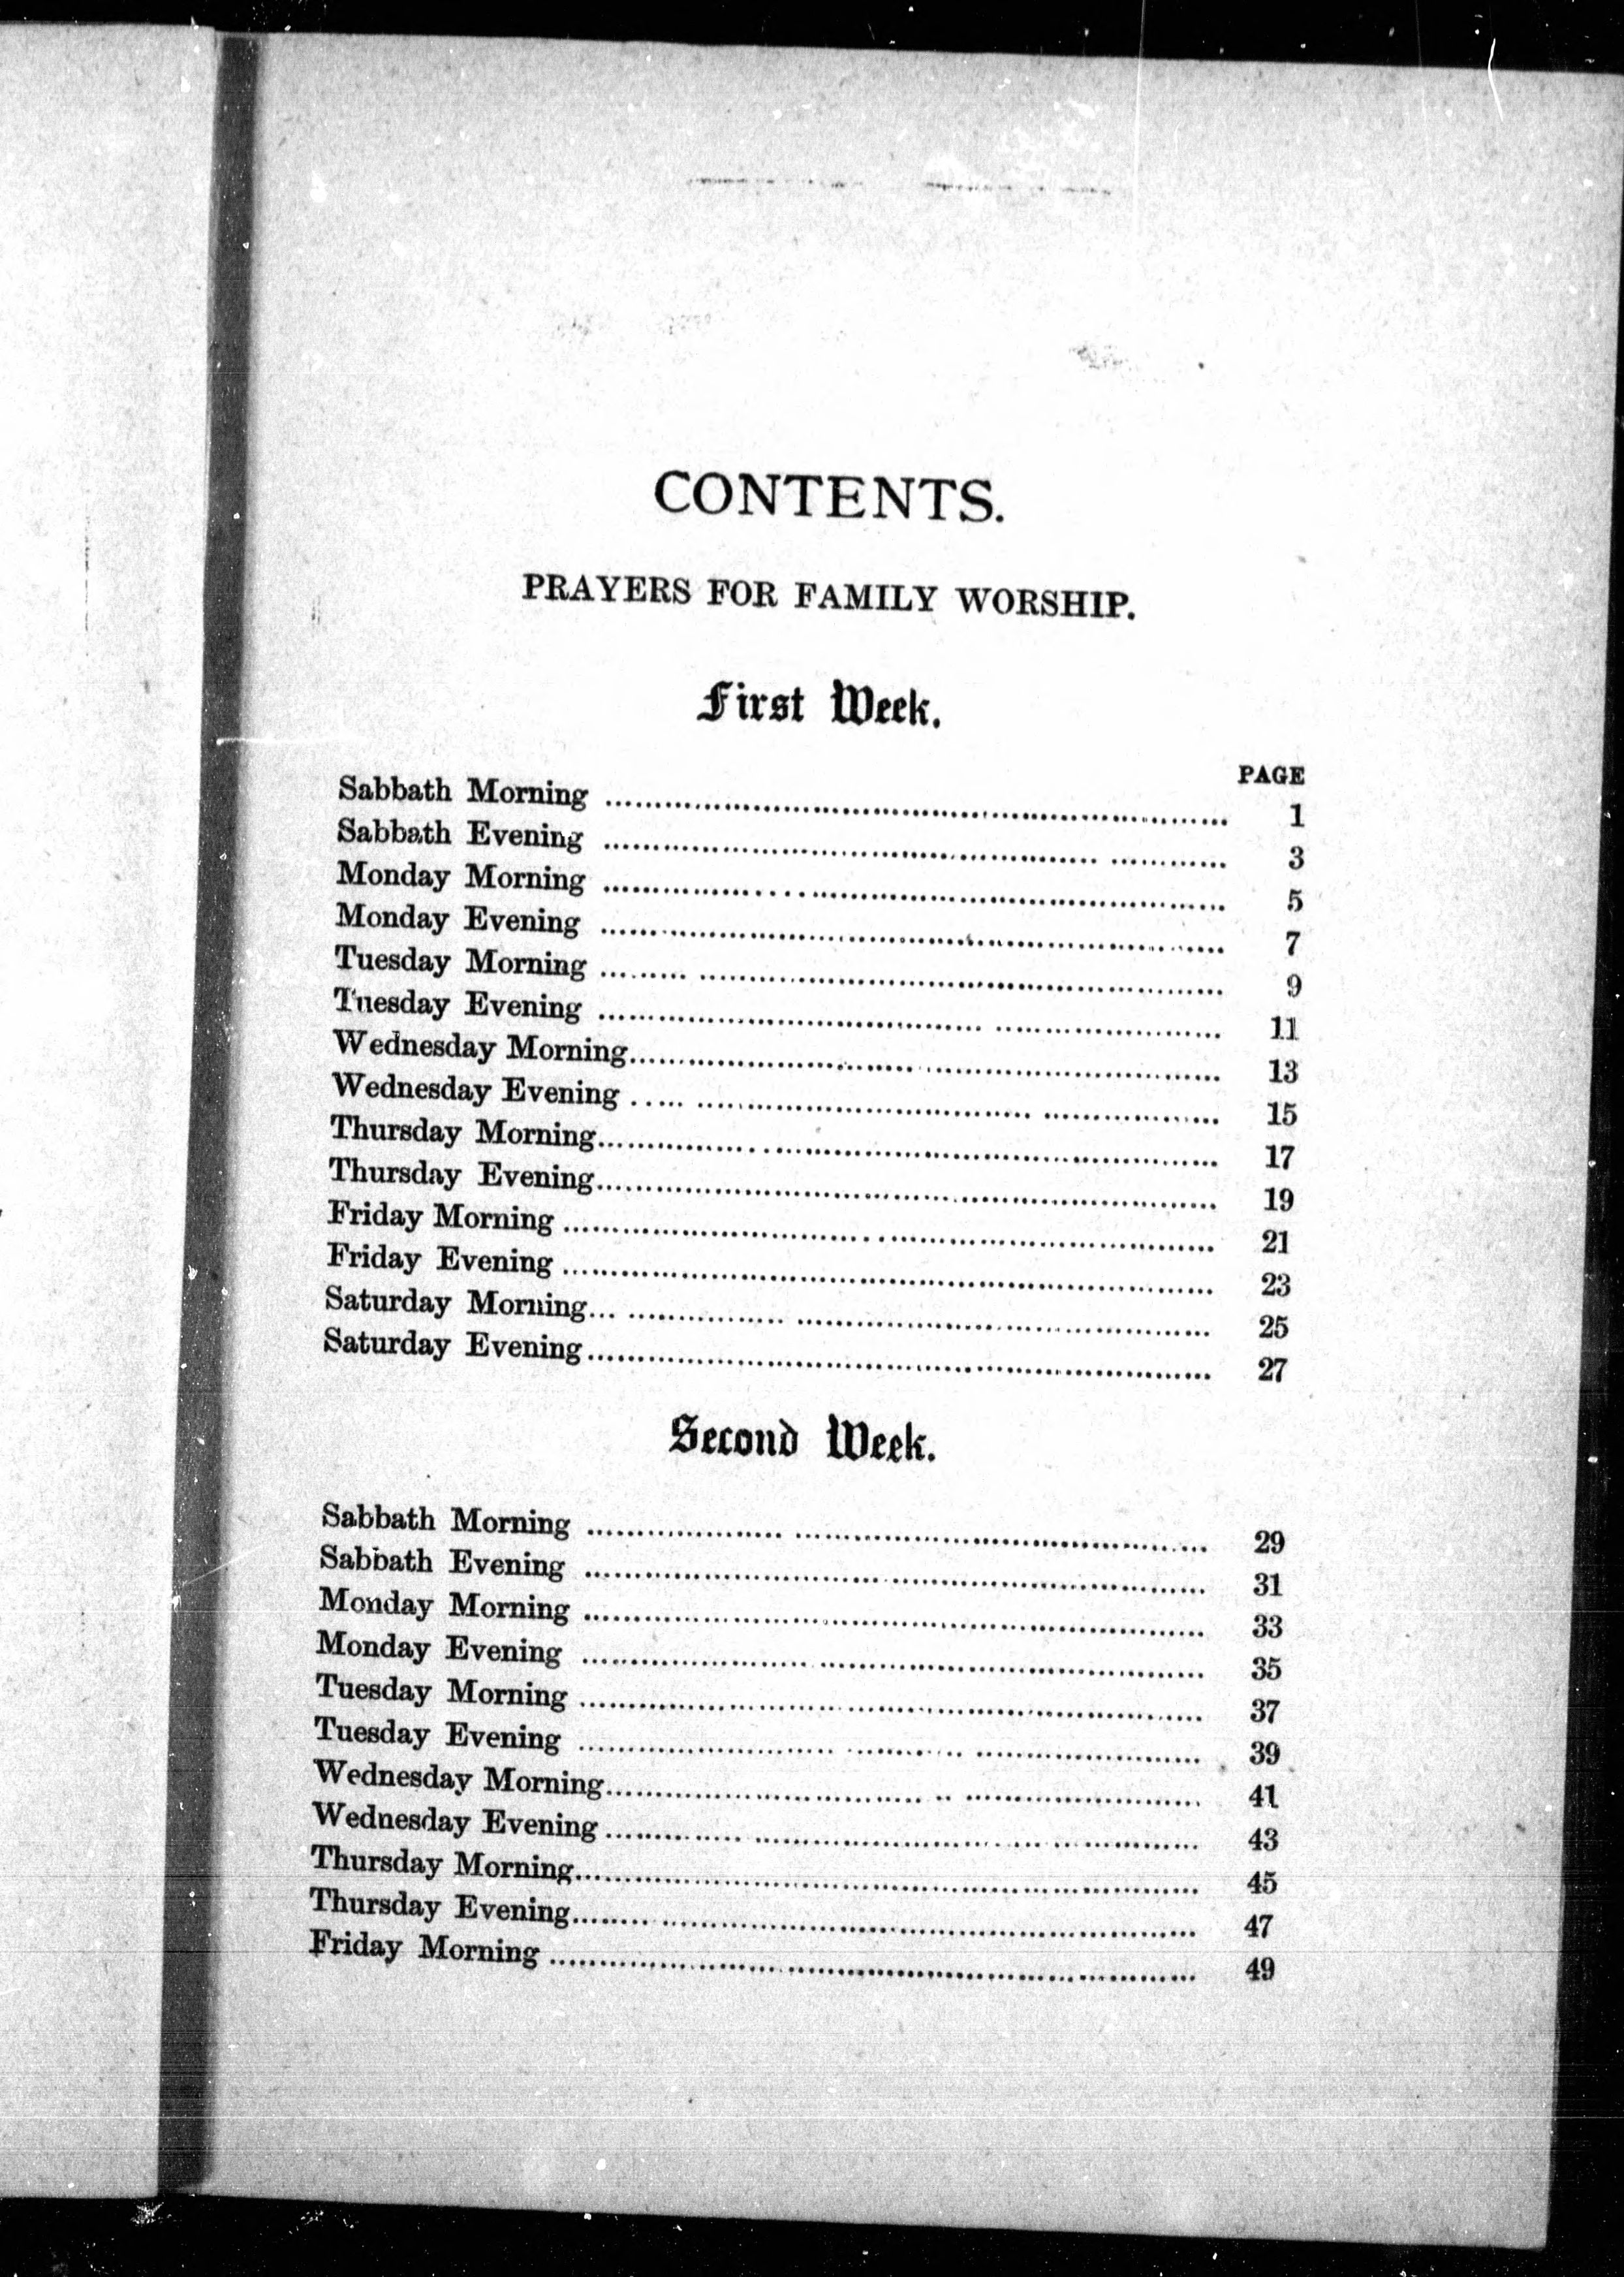 CONTENTS.
PRAYERS FOR FAMILY WORSHIP.
First Week.
PAGE
Sabbath Morning 1
Sabbath Evening 3
Monday Morning 5
Monday Evening 7
Tuesday Morning 9
Tuesday Evening 11
Wednesday Morning 13
Wednesday Evening 15
Thursday Morning 17
Thursday Evening 19
Friday Morning 21
Friday Evening 23
Saturday Morning 25
Saturday Evening 27
Second Week.
Sabbath Morning 29
Sabbath Evening 31
Monday Morning 33
Monday Evening 35
Tuesday Morning 37
Tuesday Evening 39
Wednesday Morning 41
Wednesday Evening 43
Thursday Morning 45
Thursday Evening 47
Friday Morning 49